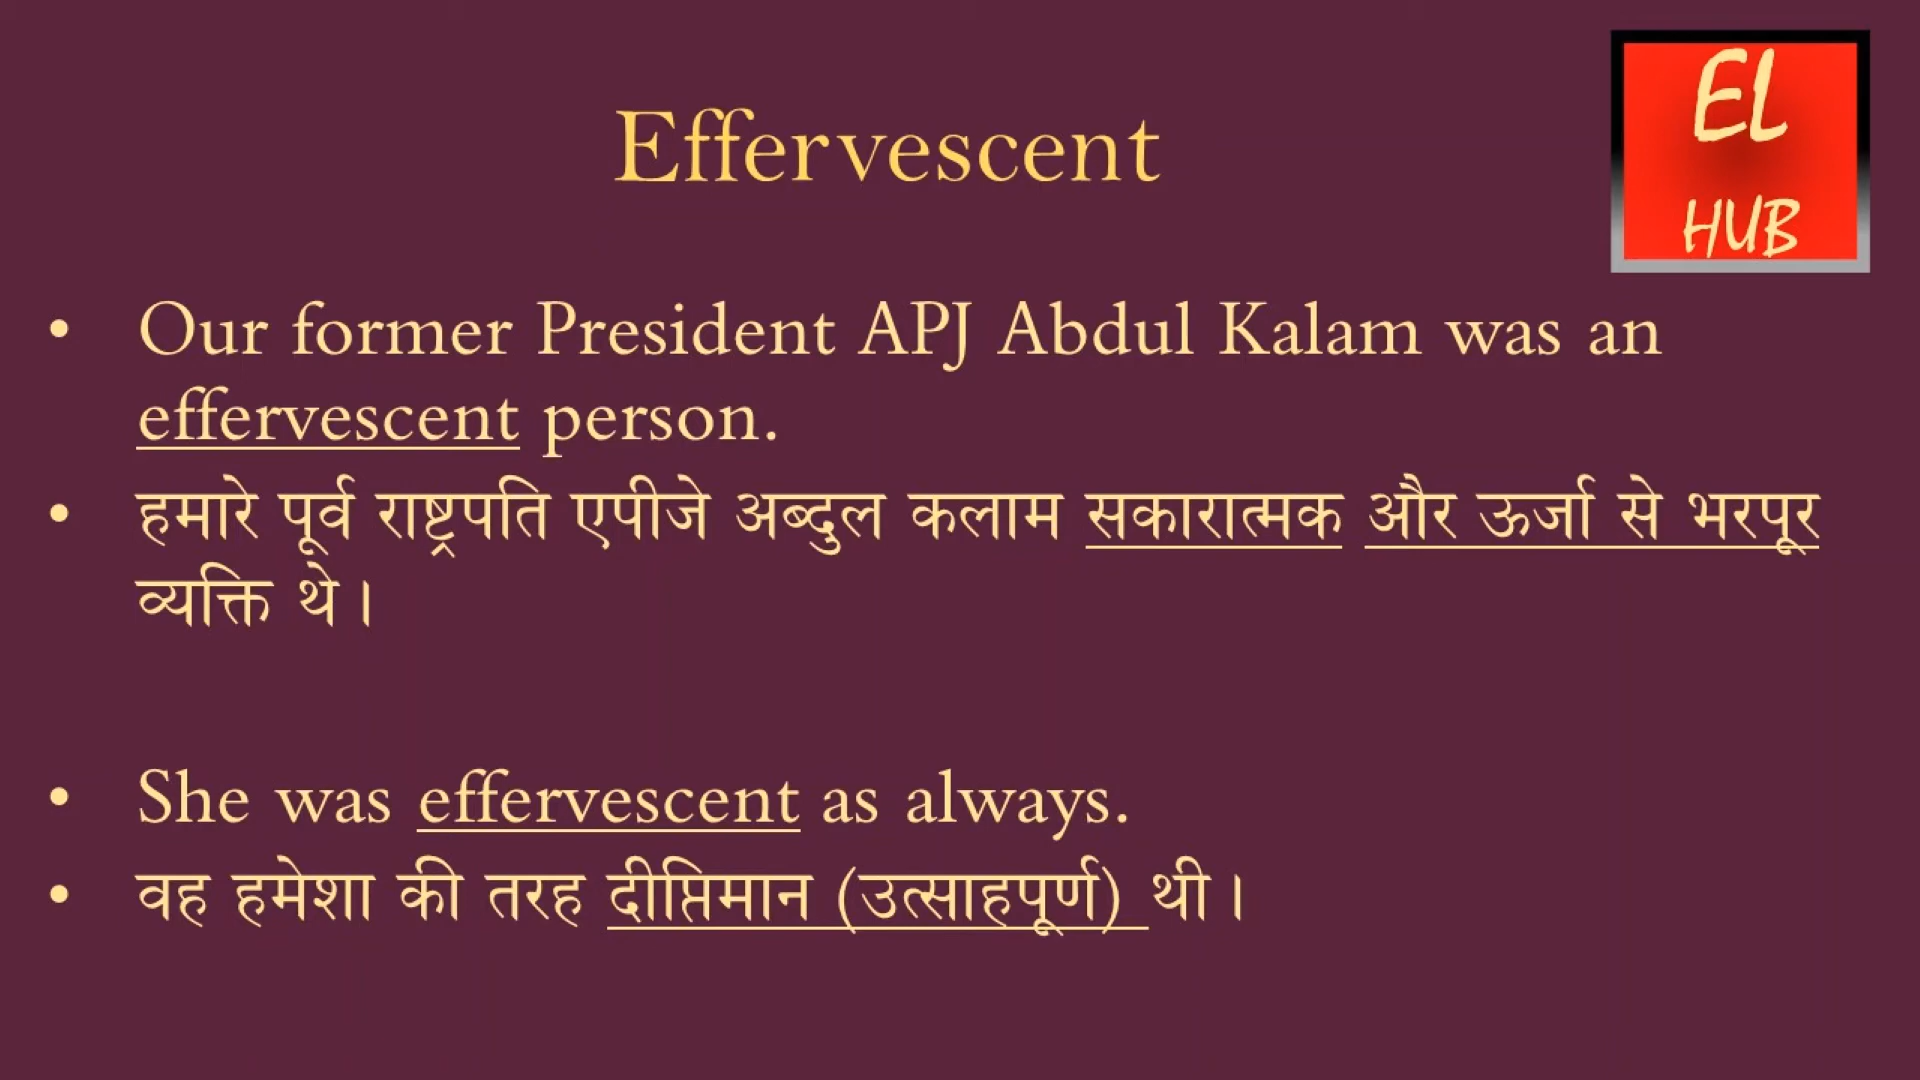 EL
HUB
Effervescent
• Our former President APJ Abdul Kalam was an
effervescent person.
• हमारे पूर्व राष्ट्रपति एपीजे अब्दुल कलाम सकारात्मक और ऊर्जा से भरपूर
व्यक्ति थे।
• She was effervescent as always.
• वह हमेशा की तरह दीप्तिमान (उत्साहपूर्ण) थी।